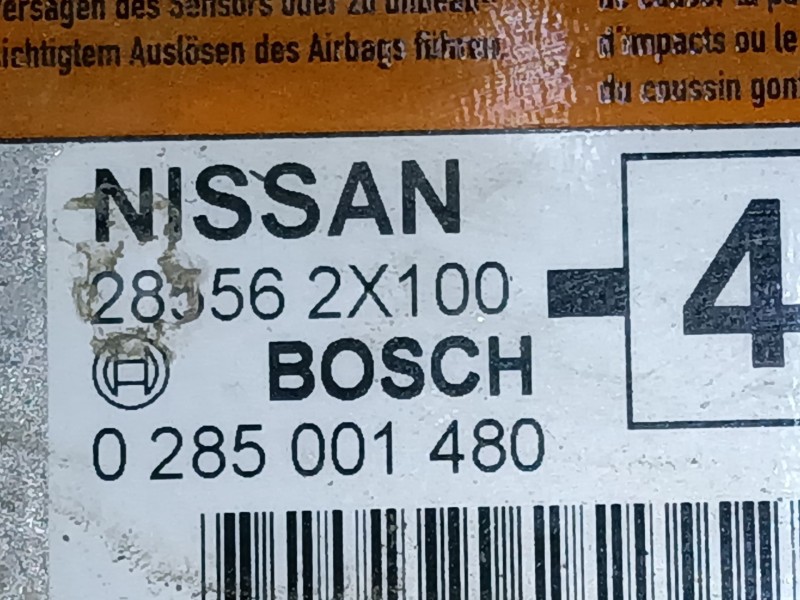 versagen des Sensors oder zu unbeab-
sichtigtem Auslösen des Airbags führen.
d'impacts ou le
du coussin gon
NISSAN
28556 2X100
4
BOSCH
0 285 001 480